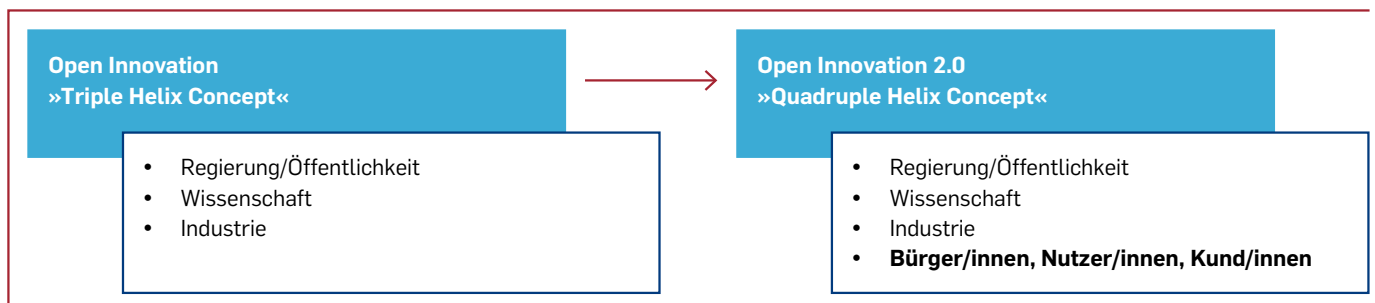 Open Innovation
»Triple Helix Concept«
• Regierung/Öffentlichkeit
• Wissenschaft
• Industrie
Open Innovation 2.0
»Quadruple Helix Concept«
• Regierung/Öffentlichkeit
• Wissenschaft
• Industrie
• Bürger/innen, Nutzer/innen, Kund/innen